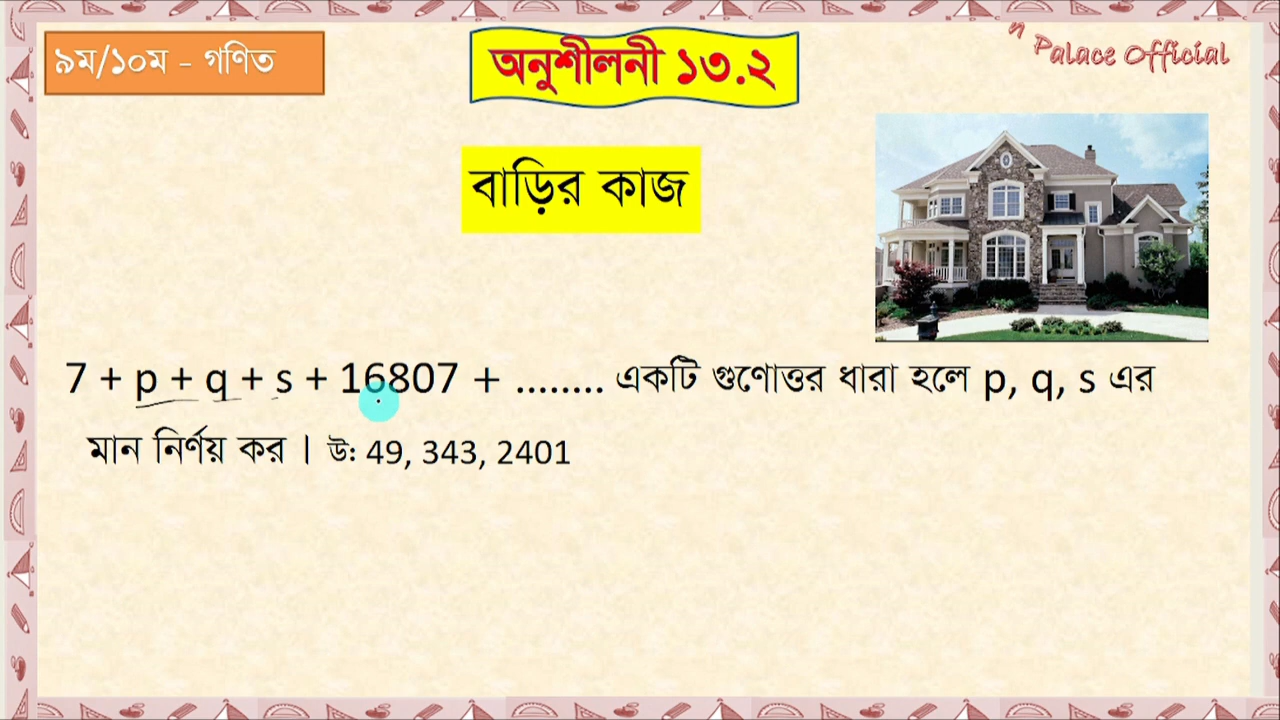 ৯ম/১০ম - গণিত
অনুশীলনী ১৩.২
Palace Official
বাড়ির কাজ
7 + p + q + s + 16807 + ........ একটি গুণোত্তর ধারা হলে p, q, s এর
মান নির্ণয় কর । উঃ 49, 343, 2401